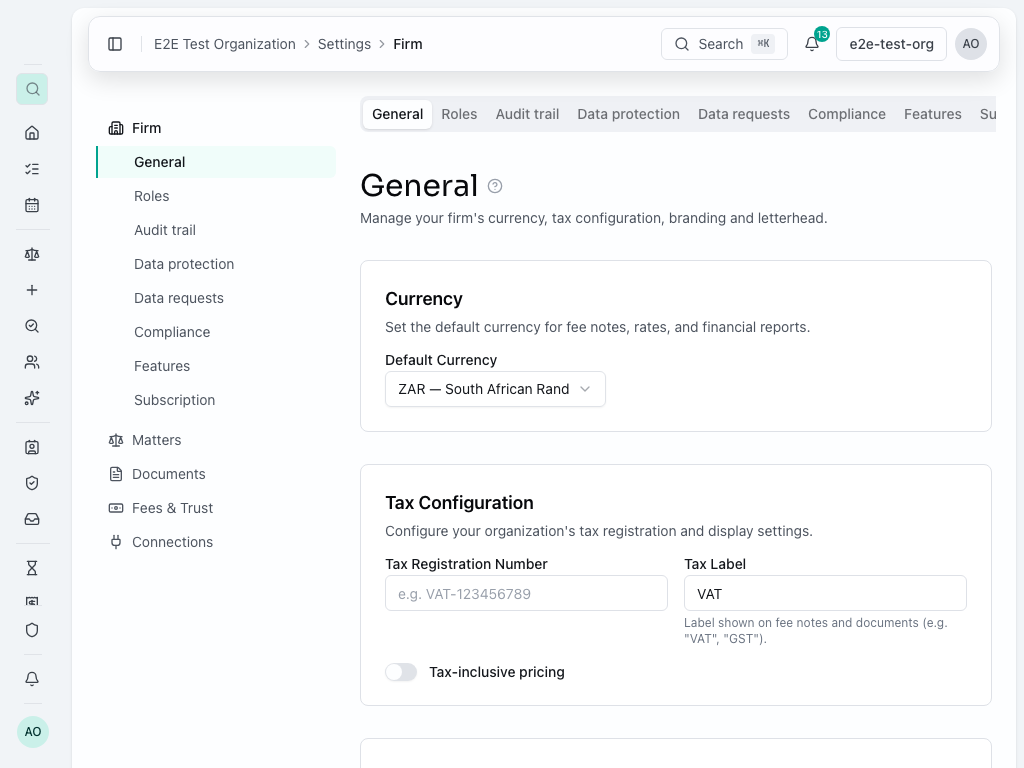 E2E Test Organization > Settings > Firm
Search ⌘K
13
e2e-test-org
AO
Firm
General
Roles
Audit trail
Data protection
Data requests
Compliance
Features
Subscription
Matters
Documents
Fees & Trust
Connections
AO
General Roles Audit trail Data protection Data requests Compliance Features Su
General
Manage your firm's currency, tax configuration, branding and letterhead.
Currency
Set the default currency for fee notes, rates, and financial reports.
Default Currency
ZAR — South African Rand
Tax Configuration
Configure your organization's tax registration and display settings.
Tax Registration Number
e.g. VAT-123456789
Tax Label
VAT
Label shown on fee notes and documents (e.g.
"VAT", "GST").
Tax-inclusive pricing